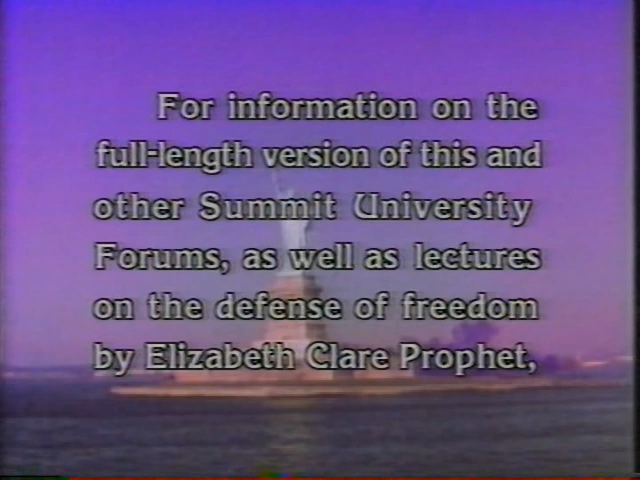 For information on the
full-length version of this and
other Summit University
Forums, as well as lectures
on the defense of freedom
by Elizabeth Clare Prophet,